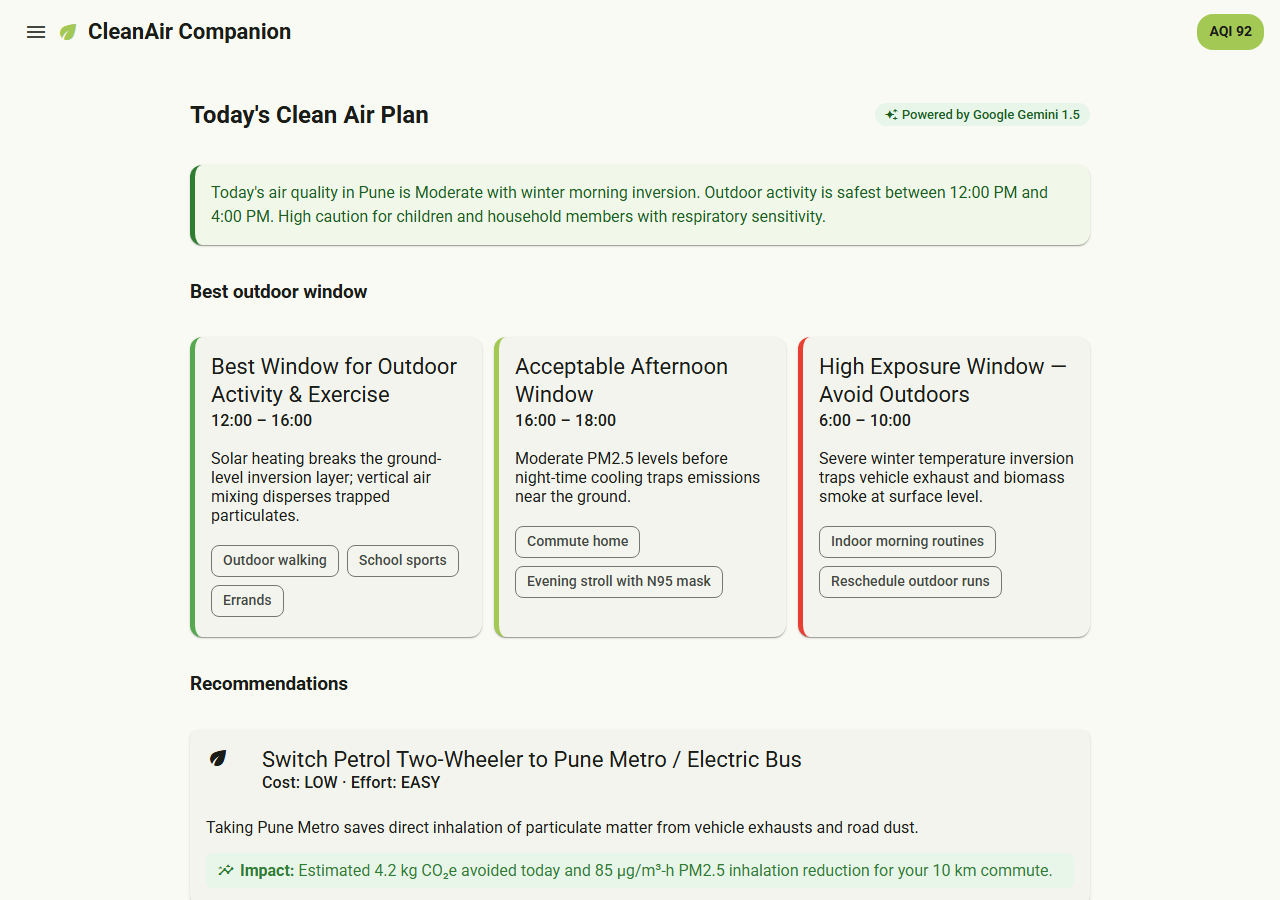 CleanAir Companion
AQI 92
Today's Clean Air Plan
Powered by Google Gemini 1.5
Today's air quality in Pune is Moderate with winter morning inversion. Outdoor activity is safest between 12:00 PM and
4:00 PM. High caution for children and household members with respiratory sensitivity.
Best outdoor window
Best Window for Outdoor
Activity & Exercise
12:00 – 16:00
Solar heating breaks the ground-
level inversion layer; vertical air
mixing disperses trapped
particulates.
Outdoor walking
School sports
Errands
Acceptable Afternoon
Window
16:00 – 18:00
Moderate PM2.5 levels before
night-time cooling traps emissions
near the ground.
Commute home
Evening stroll with N95 mask
High Exposure Window —
Avoid Outdoors
6:00 – 10:00
Severe winter temperature inversion
traps vehicle exhaust and biomass
smoke at surface level.
Indoor morning routines
Reschedule outdoor runs
Recommendations
Switch Petrol Two-Wheeler to Pune Metro / Electric Bus
Cost: LOW · Effort: EASY
Taking Pune Metro saves direct inhalation of particulate matter from vehicle exhausts and road dust.
Impact: Estimated 4.2 kg CO₂e avoided today and 85 µg/m³-h PM2.5 inhalation reduction for your 10 km commute.